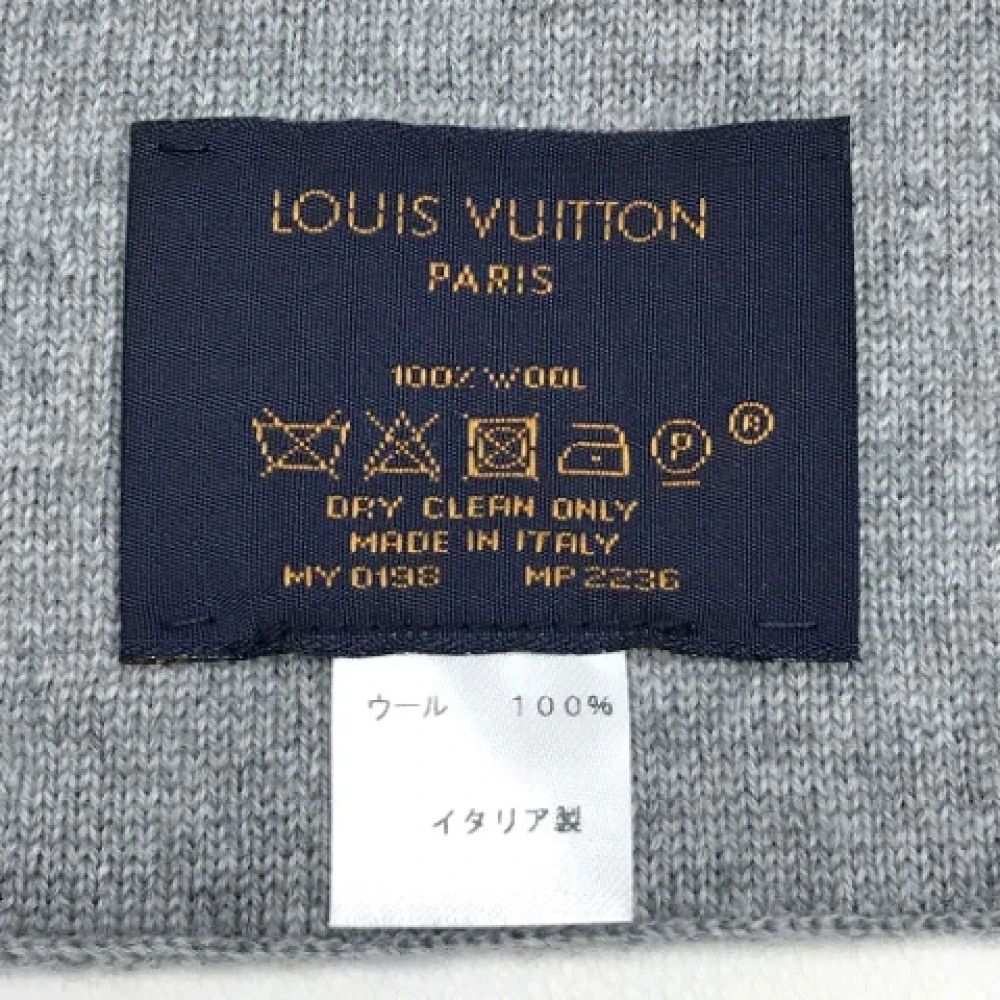 LOUIS VUITTON
PARIS
100% WOOL
P ®
DRY CLEAN ONLY
MADE IN ITALY
MY 0198 MP 2236
ウール 100%
イタリア製